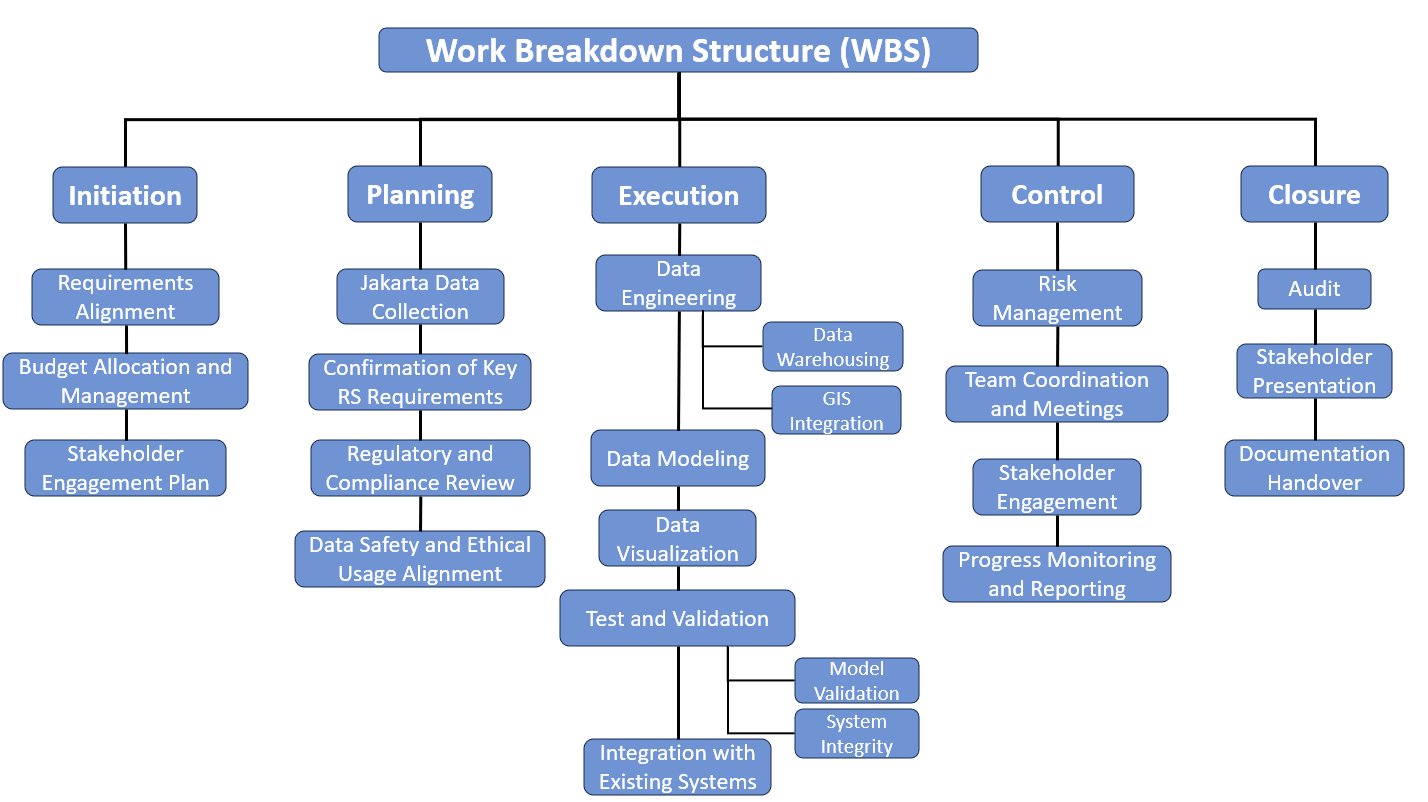 Work Breakdown Structure (WBS)
Initiation
Requirements
Alignment
Budget Allocation and
Management
Stakeholder
Engagement Plan
Planning
Jakarta Data
Collection
Confirmation of Key
RS Requirements
Regulatory and
Compliance Review
Data Safety and Ethical
Usage Alignment
Execution
Data
Engineering
Data
Warehousing
GIS
Integration
Data Modeling
Data
Visualization
Test and Validation
Model
Validation
System
Integrity
Integration with
Existing Systems
Control
Risk
Management
Team Coordination
and Meetings
Stakeholder
Engagement
Progress Monitoring
and Reporting
Closure
Audit
Stakeholder
Presentation
Documentation
Handover